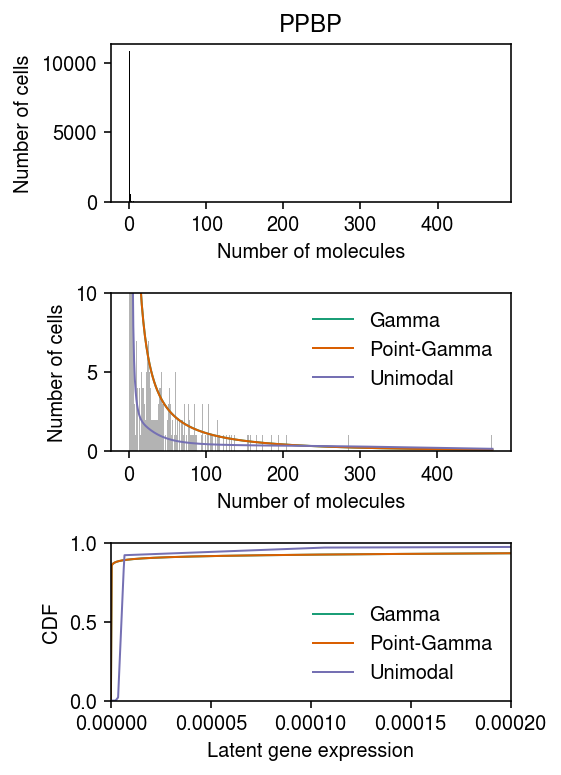 PPBP
Number of cells
10000
5000
0
0 100 200 300 400
Number of molecules
Number of cells
10
5
0
Gamma
Point-Gamma
Unimodal
0 100 200 300 400
Number of molecules
CDF
1.0
0.5
0.0
Gamma
Point-Gamma
Unimodal
0.00000 0.00005 0.00010 0.00015 0.00020
Latent gene expression